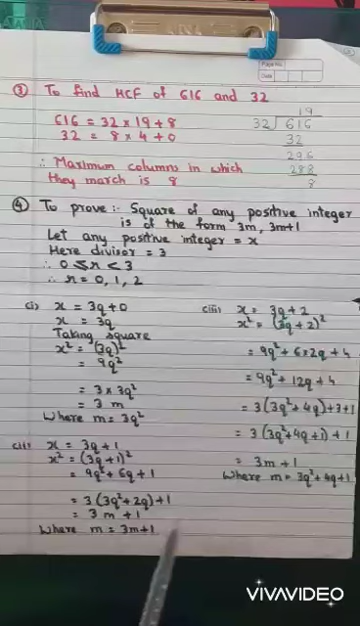 Page No.
Date
③ To find HCF of 616 and 32
616 = 32 × 19 + 8
32 = 8 × 4 + 0
19
32 ) 616
32
296
288
8
∴ Maximum columns in which
they march is 8
④ To prove :- Square of any positive integer
is of the form 3m, 3m+1
Let any positive integer = x
Here divisor = 3
∴ 0 ≤ r < 3
∴ r = 0, 1, 2
(i) x = 3q + 0
x = 3q
Taking square
x² = (3q)²
= 9q²
= 3 × 3q²
= 3 m
Where m = 3q²
(ii) x = 3q + 1
x² = (3q + 1)²
= 9q² + 6q + 1
= 3 (3q² + 2q) + 1
= 3 m + 1
Where m = 3m+1
(iii) x = 3q + 2
x² = (3q + 2)²
= 9q² + 6×2q + 4
= 9q² + 12q + 4
= 3 (3q² + 4q) + 3 + 1
= 3 (3q² + 4q + 1) + 1
= 3m + 1
Where m = 3q² + 4q + 1
VIVAVIDEO